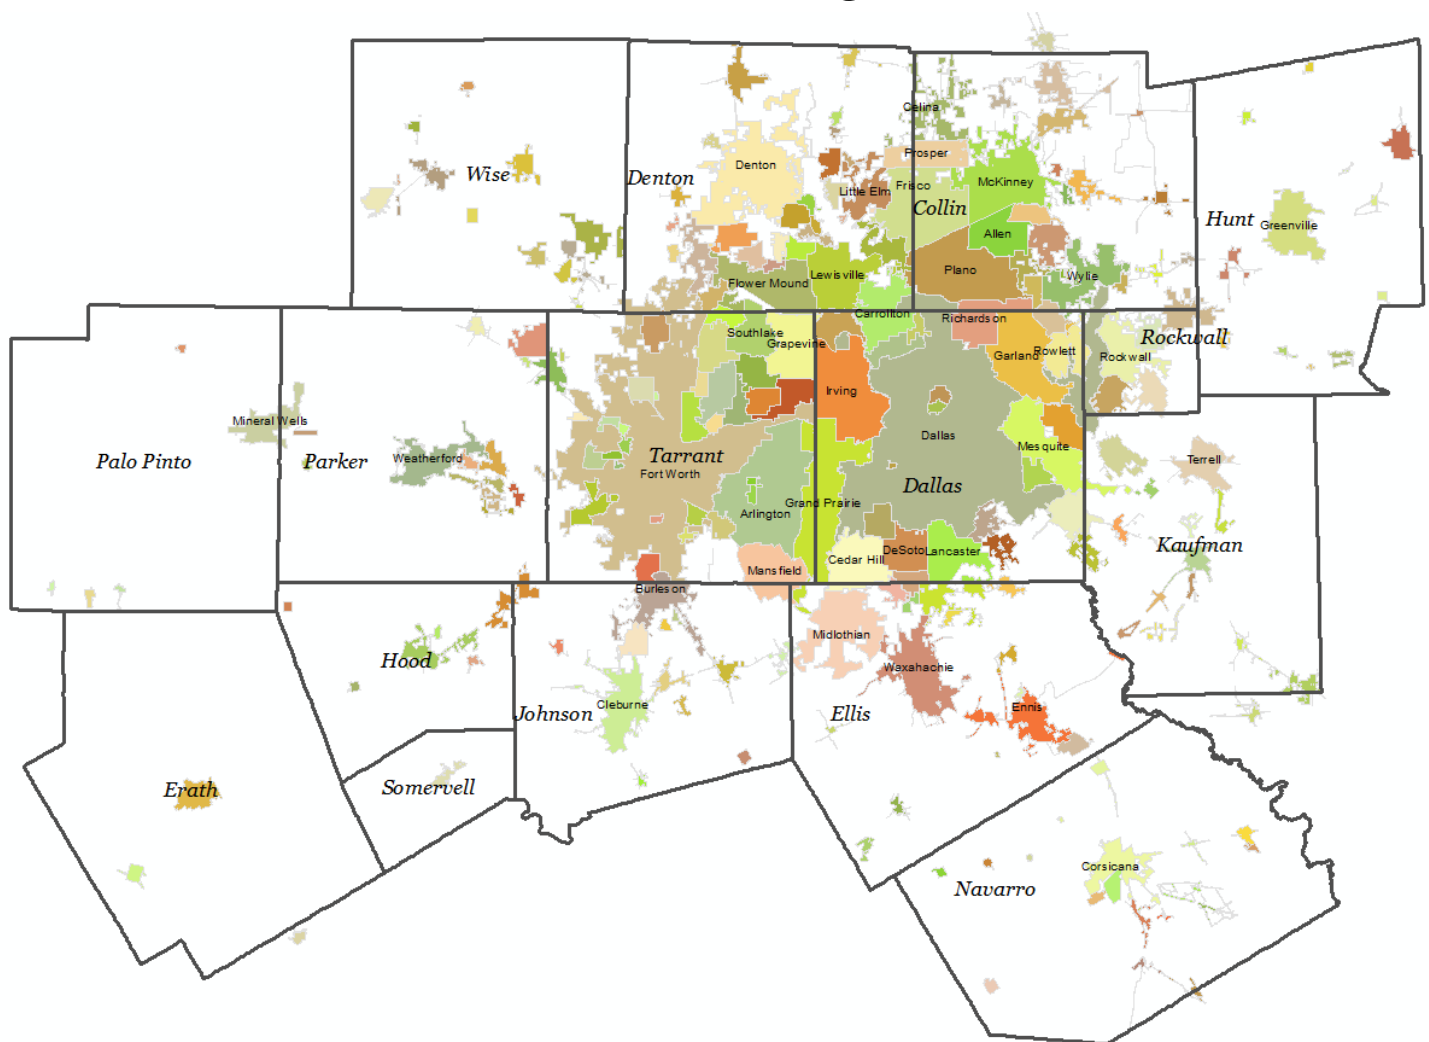 Celina
Prosper
Wise
Denton
Denton
Little Elm
Frisco
McKinney
Collin
Hunt
Greenville
Allen
Plano
Wylie
Lewisville
Flower Mound
Carrollton
Richardson
Southlake
Grapevine
Garland
Rowlett
Rockwall
Rockwall
Irving
Mineral Wells
Dallas
Mesquite
Palo Pinto
Parker
Weatherford
Tarrant
Fort Worth
Terrell
Dallas
Grand Prairie
Arlington
Kaufman
Cedar Hill
DeSoto
Lancaster
Mansfield
Burleson
Midlothian
Hood
Waxahachie
Johnson
Cleburne
Ellis
Ennis
Erath
Somervell
Corsicana
Navarro